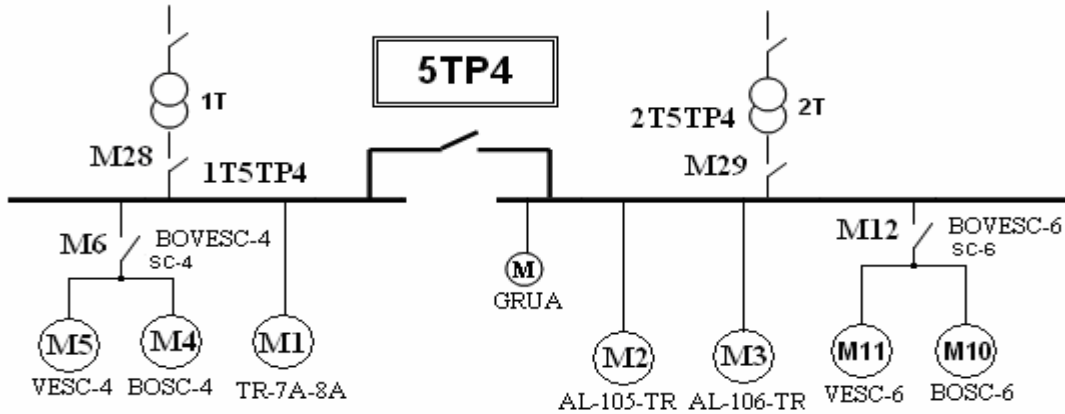 5TP4
1T
2T5TP4
2T
M28
1T5TP4
M29
M6
BOVESC-4
SC-4
M
GRUA
M12
BOVESC-6
SC-6
M5
M4
M1
M2
M3
M11
M10
VESC-4
BOSC-4
TR-7A-8A
AL-105-TR
AL-106-TR
VESC-6
BOSC-6